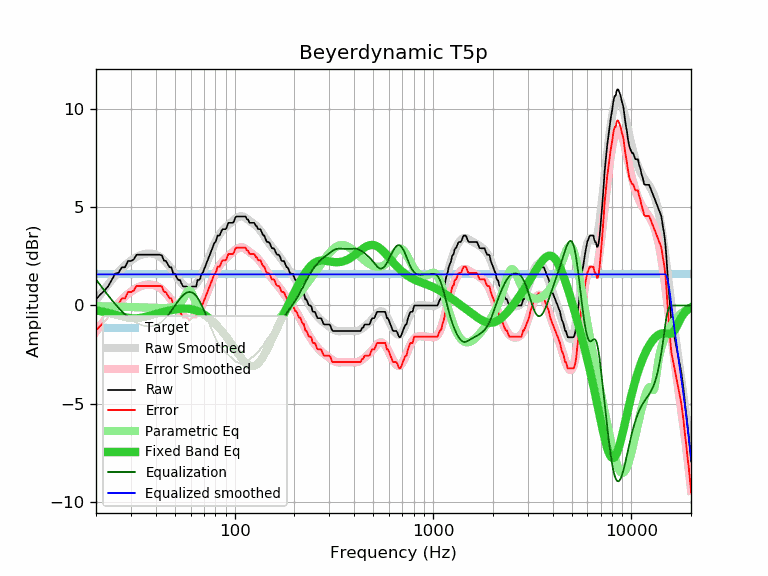 Beyerdynamic T5p
Amplitude (dBr)
10
5
0
−5
−10
Target
Raw Smoothed
Error Smoothed
Raw
Error
Parametric Eq
Fixed Band Eq
Equalization
Equalized smoothed
100
1000
10000
Frequency (Hz)